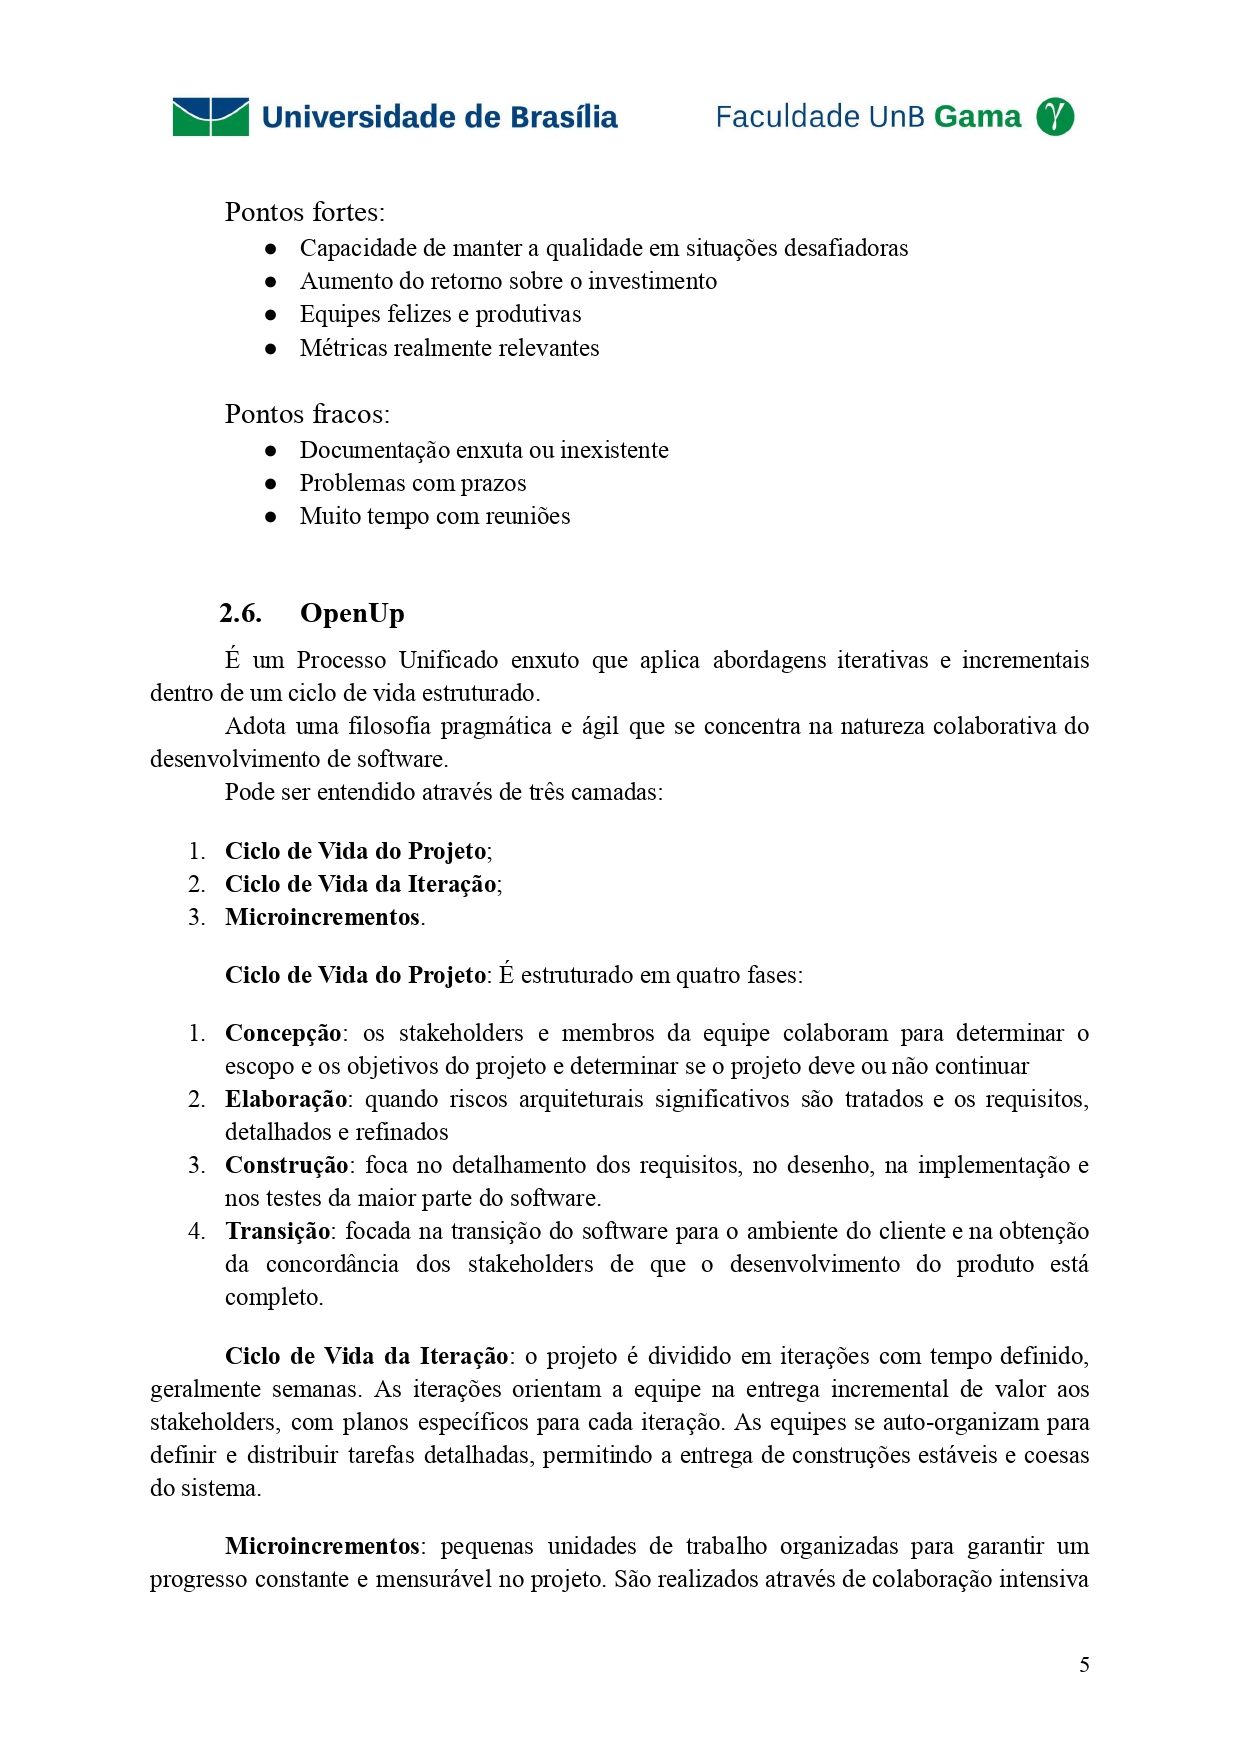 Universidade de Brasília Faculdade UnB Gama γ
Pontos fortes:
● Capacidade de manter a qualidade em situações desafiadoras
● Aumento do retorno sobre o investimento
● Equipes felizes e produtivas
● Métricas realmente relevantes
Pontos fracos:
● Documentação enxuta ou inexistente
● Problemas com prazos
● Muito tempo com reuniões
2.6. OpenUp
É um Processo Unificado enxuto que aplica abordagens iterativas e incrementais
dentro de um ciclo de vida estruturado.
Adota uma filosofia pragmática e ágil que se concentra na natureza colaborativa do
desenvolvimento de software.
Pode ser entendido através de três camadas:
1. Ciclo de Vida do Projeto;
2. Ciclo de Vida da Iteração;
3. Microincrementos.
Ciclo de Vida do Projeto: É estruturado em quatro fases:
1. Concepção: os stakeholders e membros da equipe colaboram para determinar o
escopo e os objetivos do projeto e determinar se o projeto deve ou não continuar
2. Elaboração: quando riscos arquiteturais significativos são tratados e os requisitos,
detalhados e refinados
3. Construção: foca no detalhamento dos requisitos, no desenho, na implementação e
nos testes da maior parte do software.
4. Transição: focada na transição do software para o ambiente do cliente e na obtenção
da concordância dos stakeholders de que o desenvolvimento do produto está
completo.
Ciclo de Vida da Iteração: o projeto é dividido em iterações com tempo definido,
geralmente semanas. As iterações orientam a equipe na entrega incremental de valor aos
stakeholders, com planos específicos para cada iteração. As equipes se auto-organizam para
definir e distribuir tarefas detalhadas, permitindo a entrega de construções estáveis e coesas
do sistema.
Microincrementos: pequenas unidades de trabalho organizadas para garantir um
progresso constante e mensurável no projeto. São realizados através de colaboração intensiva
5